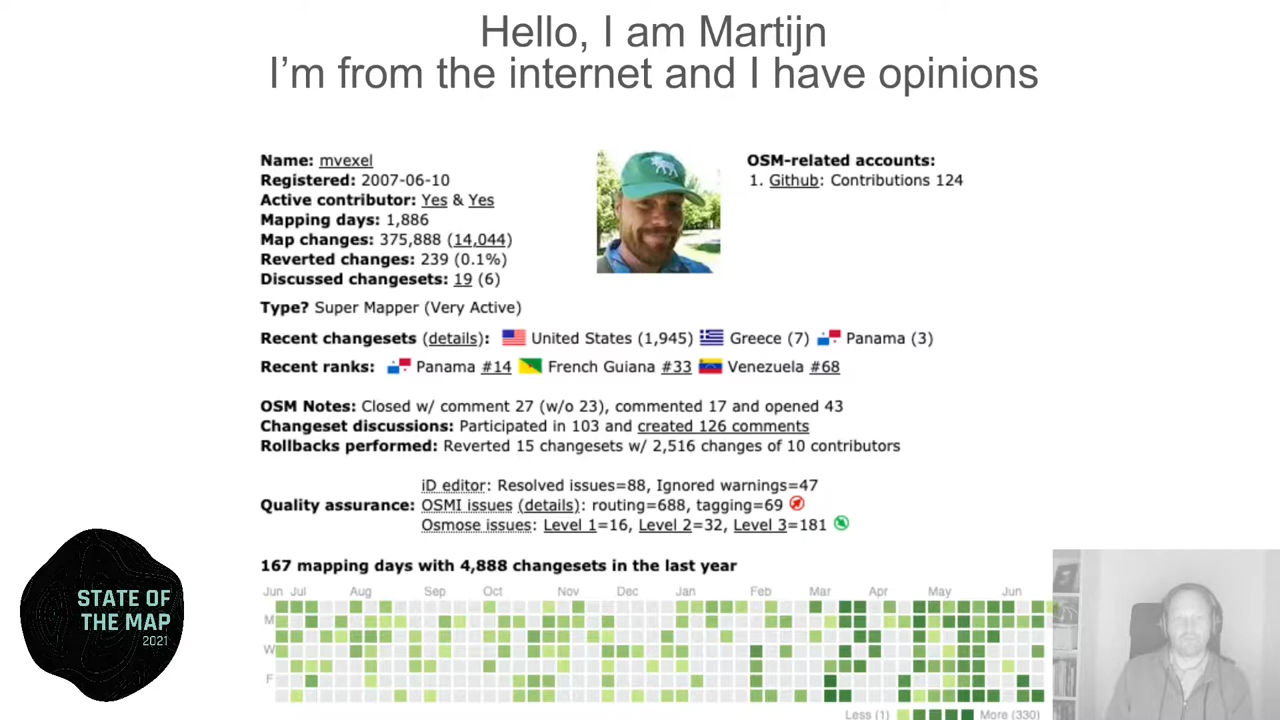 Hello, I am Martijn
I'm from the internet and I have opinions
Name: mvexel
Registered: 2007-06-10
Active contributor: Yes & Yes
Mapping days: 1,886
Map changes: 375,888 (14,044)
Reverted changes: 239 (0.1%)
Discussed changesets: 19 (6)
OSM-related accounts:
1. Github: Contributions 124
Type? Super Mapper (Very Active)
Recent changesets (details): United States (1,945) Greece (7) Panama (3)
Recent ranks: Panama #14 French Guiana #33 Venezuela #68
OSM Notes: Closed w/ comment 27 (w/o 23), commented 17 and opened 43
Changeset discussions: Participated in 103 and created 126 comments
Rollbacks performed: Reverted 15 changesets w/ 2,516 changes of 10 contributors
iD editor: Resolved issues=88, Ignored warnings=47
Quality assurance: OSMI issues (details): routing=688, tagging=69
Osmose issues: Level 1=16, Level 2=32, Level 3=181
167 mapping days with 4,888 changesets in the last year
Jun Jul Aug Sep Oct Nov Dec Jan Feb Mar Apr May Jun
M
W
F
Less (1) More (330)
STATE OF
THE MAP
2021